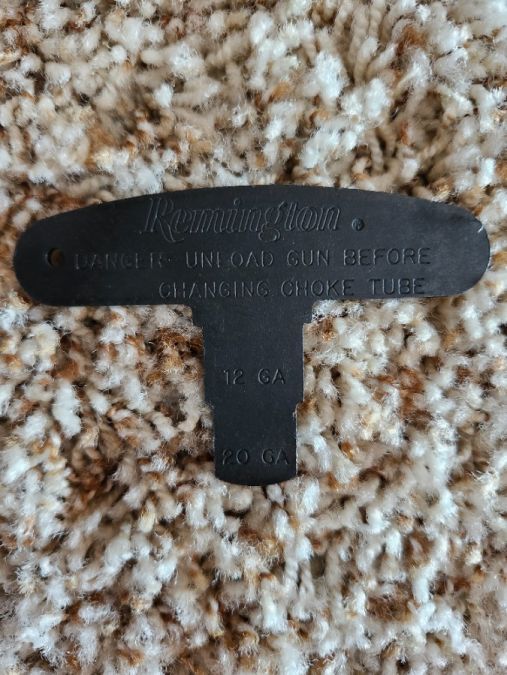 Remington®
DANGER: UNLOAD GUN BEFORE
CHANGING CHOKE TUBE
12 GA
20 GA